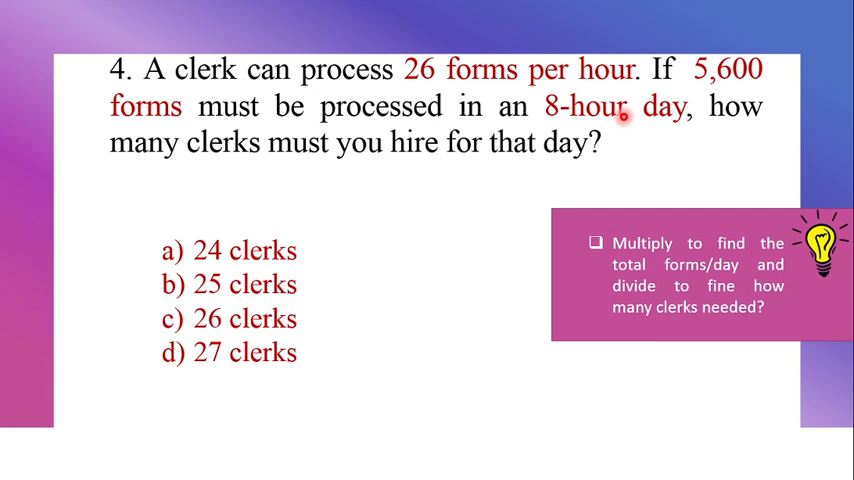 4. A clerk can process 26 forms per hour. If 5,600
forms must be processed in an 8-hour day, how
many clerks must you hire for that day?
a) 24 clerks
b) 25 clerks
c) 26 clerks
d) 27 clerks
❑ Multiply to find the
total forms/day and
divide to fine how
many clerks needed?